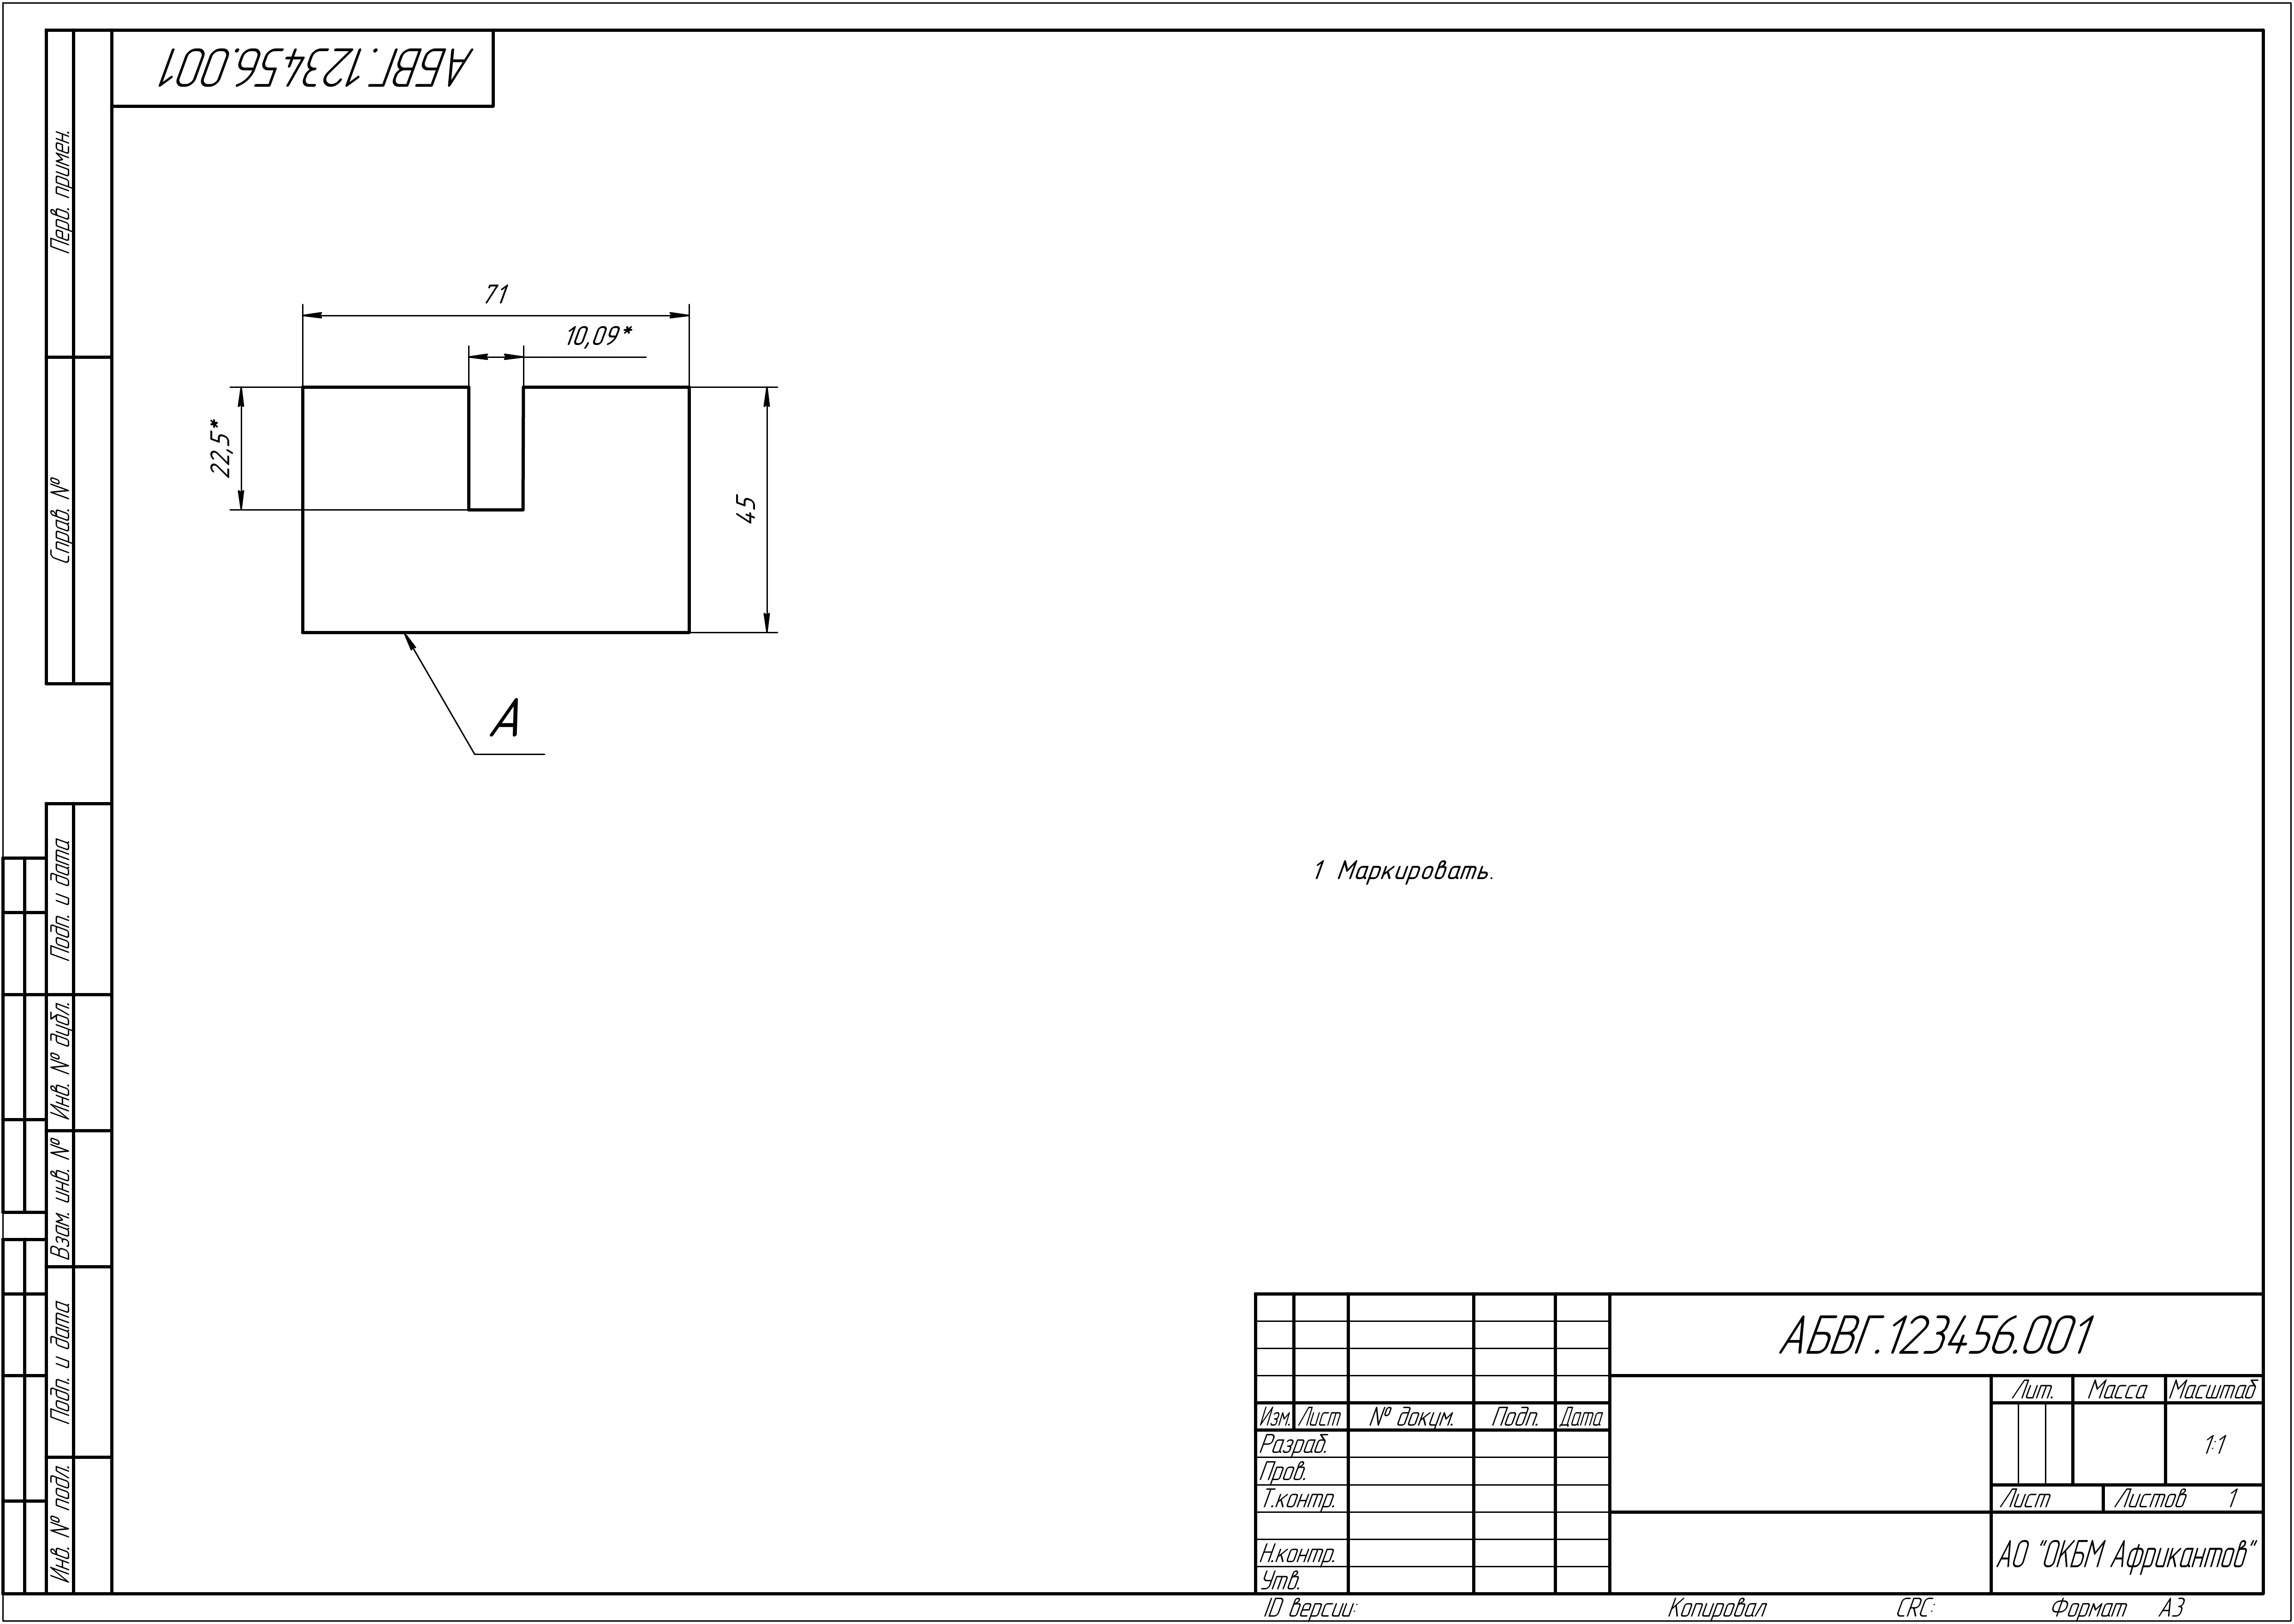 АБВГ.123456.001
Перв. примен.
Справ. №
71
10,09*
22,5*
45
А
1 Маркировать.
Подп. и дата
Инв. № дубл.
Взам. инв. №
Подп. и дата
Инв. № подл.
АБВГ.123456.001
Лит. Масса Масштаб
Изм. Лист № докум. Подп. Дата
Разраб.
1:1
Пров.
Т.контр.
Лист Листов 1
Н.контр.
АО "ОКБМ Африкантов"
Утв.
ID версии: Копировал CRC: Формат А3